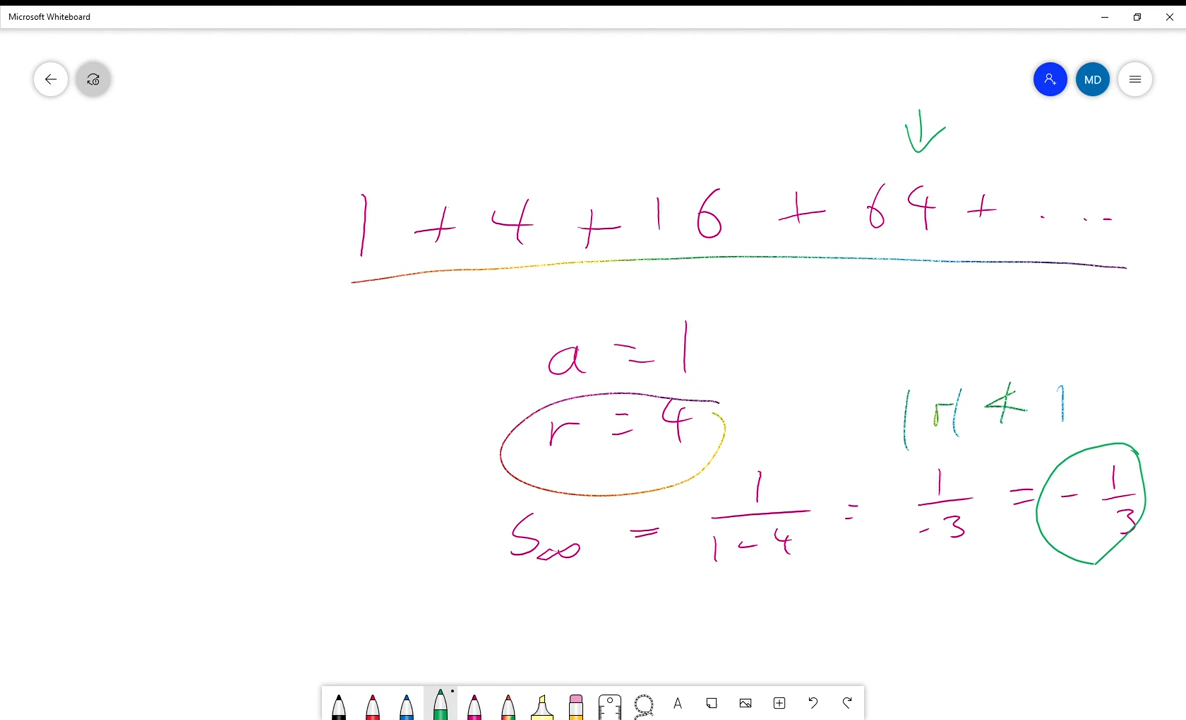 Microsoft Whiteboard
MD
1 + 4 + 16 + 64 + ....
a = 1
r = 4
|r| < 1
S∞ = 1/(1-4) = 1/-3 = -1/3
A